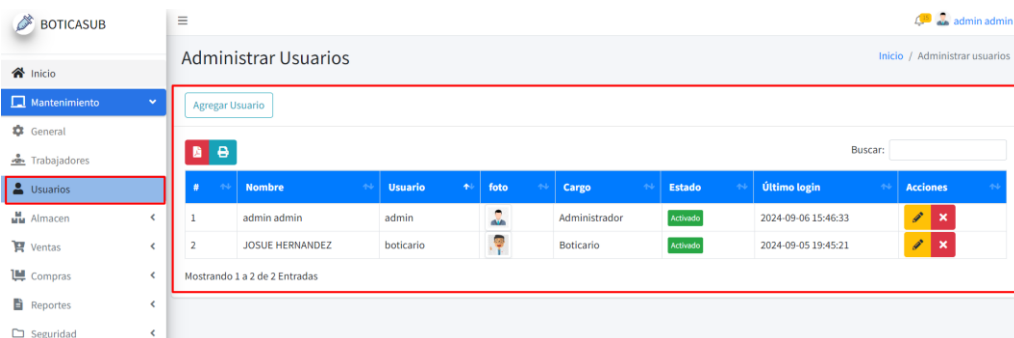 BOTICASUB
admin admin
Administrar Usuarios
Inicio / Administrar usuarios
Inicio
Mantenimiento
General
Trabajadores
Usuarios
Almacen
Ventas
Compras
Reportes
Seguridad
Agregar Usuario
Buscar:
# Nombre Usuario foto Cargo Estado Último login Acciones
1 admin admin admin Administrador Activado 2024-09-06 15:46:33
2 JOSUE HERNANDEZ boticario Boticario Activado 2024-09-05 19:45:21
Mostrando 1 a 2 de 2 Entradas